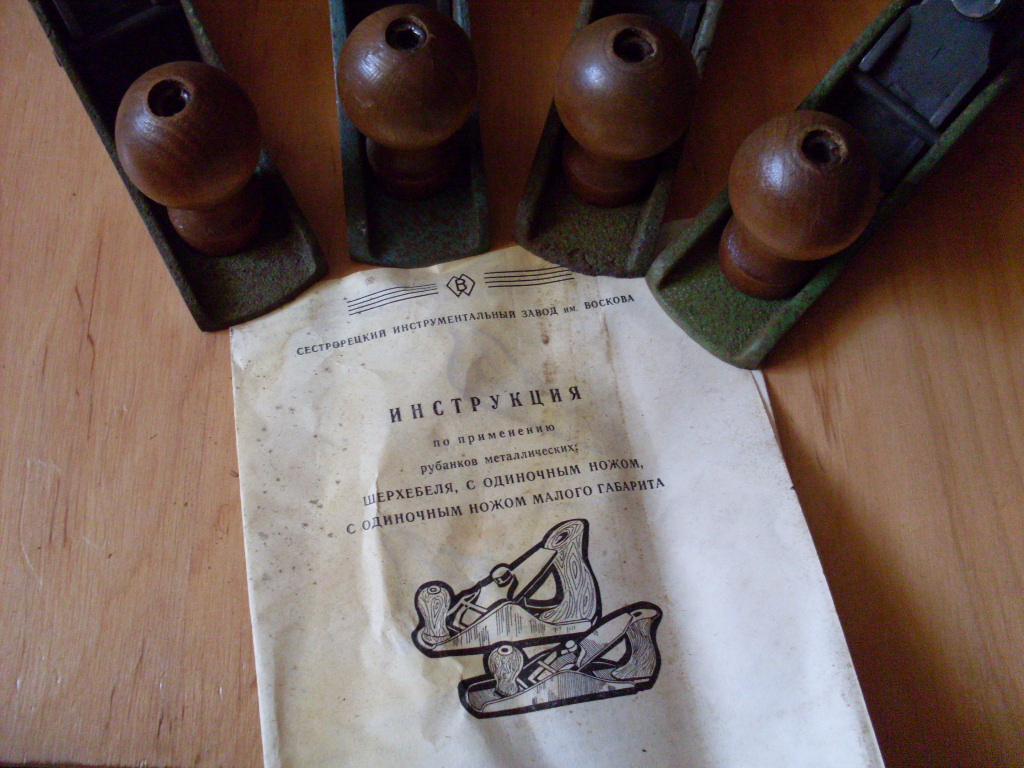 В
СЕСТРОРЕЦКИЙ ИНСТРУМЕНТАЛЬНЫЙ ЗАВОД им. ВОСКОВА
ИНСТРУКЦИЯ
по применению
рубанков металлических:
ШЕРХЕБЕЛЯ, С ОДИНОЧНЫМ НОЖОМ,
С ОДИНОЧНЫМ НОЖОМ МАЛОГО ГАБАРИТА